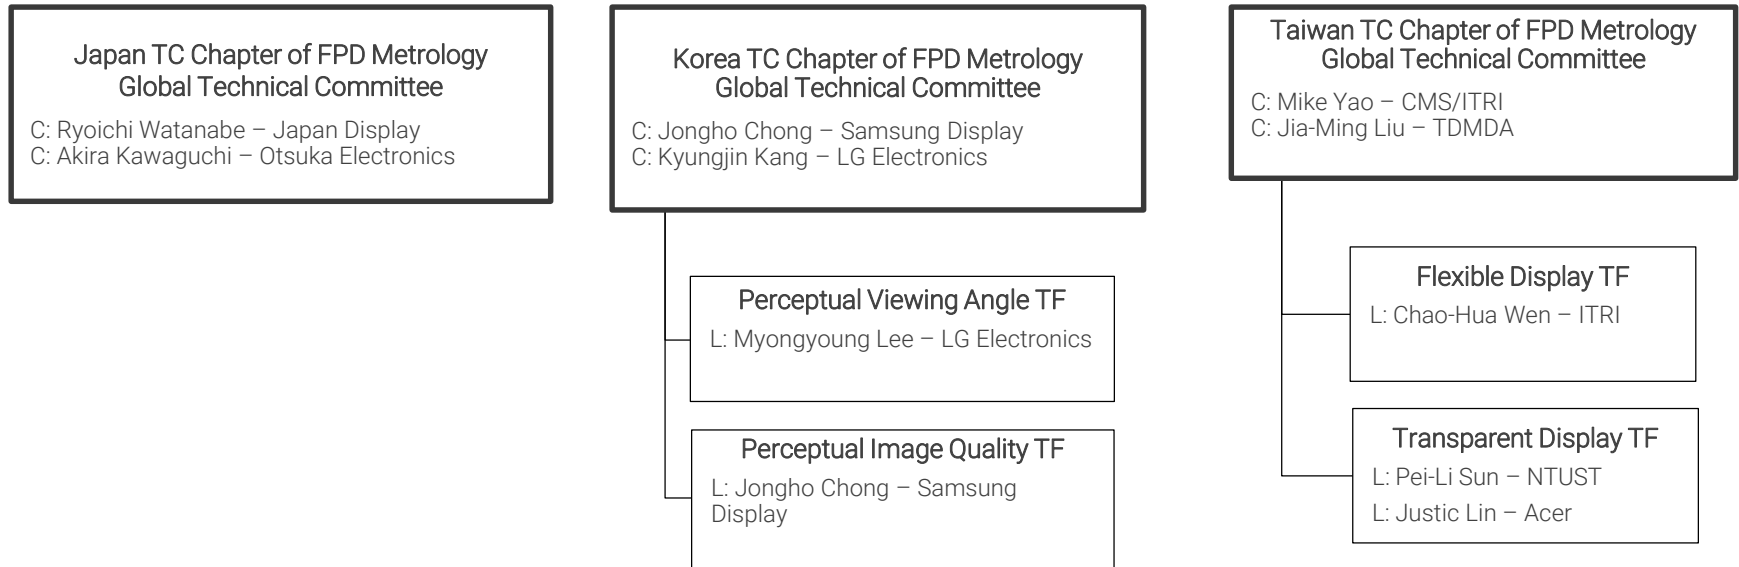 Japan TC Chapter of FPD Metrology
Global Technical Committee
C: Ryoichi Watanabe – Japan Display
C: Akira Kawaguchi – Otsuka Electronics
Korea TC Chapter of FPD Metrology
Global Technical Committee
C: Jongho Chong – Samsung Display
C: Kyungjin Kang – LG Electronics
Perceptual Viewing Angle TF
L: Myongyoung Lee – LG Electronics
Perceptual Image Quality TF
L: Jongho Chong – Samsung
Display
Taiwan TC Chapter of FPD Metrology
Global Technical Committee
C: Mike Yao – CMS/ITRI
C: Jia-Ming Liu – TDMDA
Flexible Display TF
L: Chao-Hua Wen – ITRI
Transparent Display TF
L: Pei-Li Sun – NTUST
L: Justic Lin – Acer